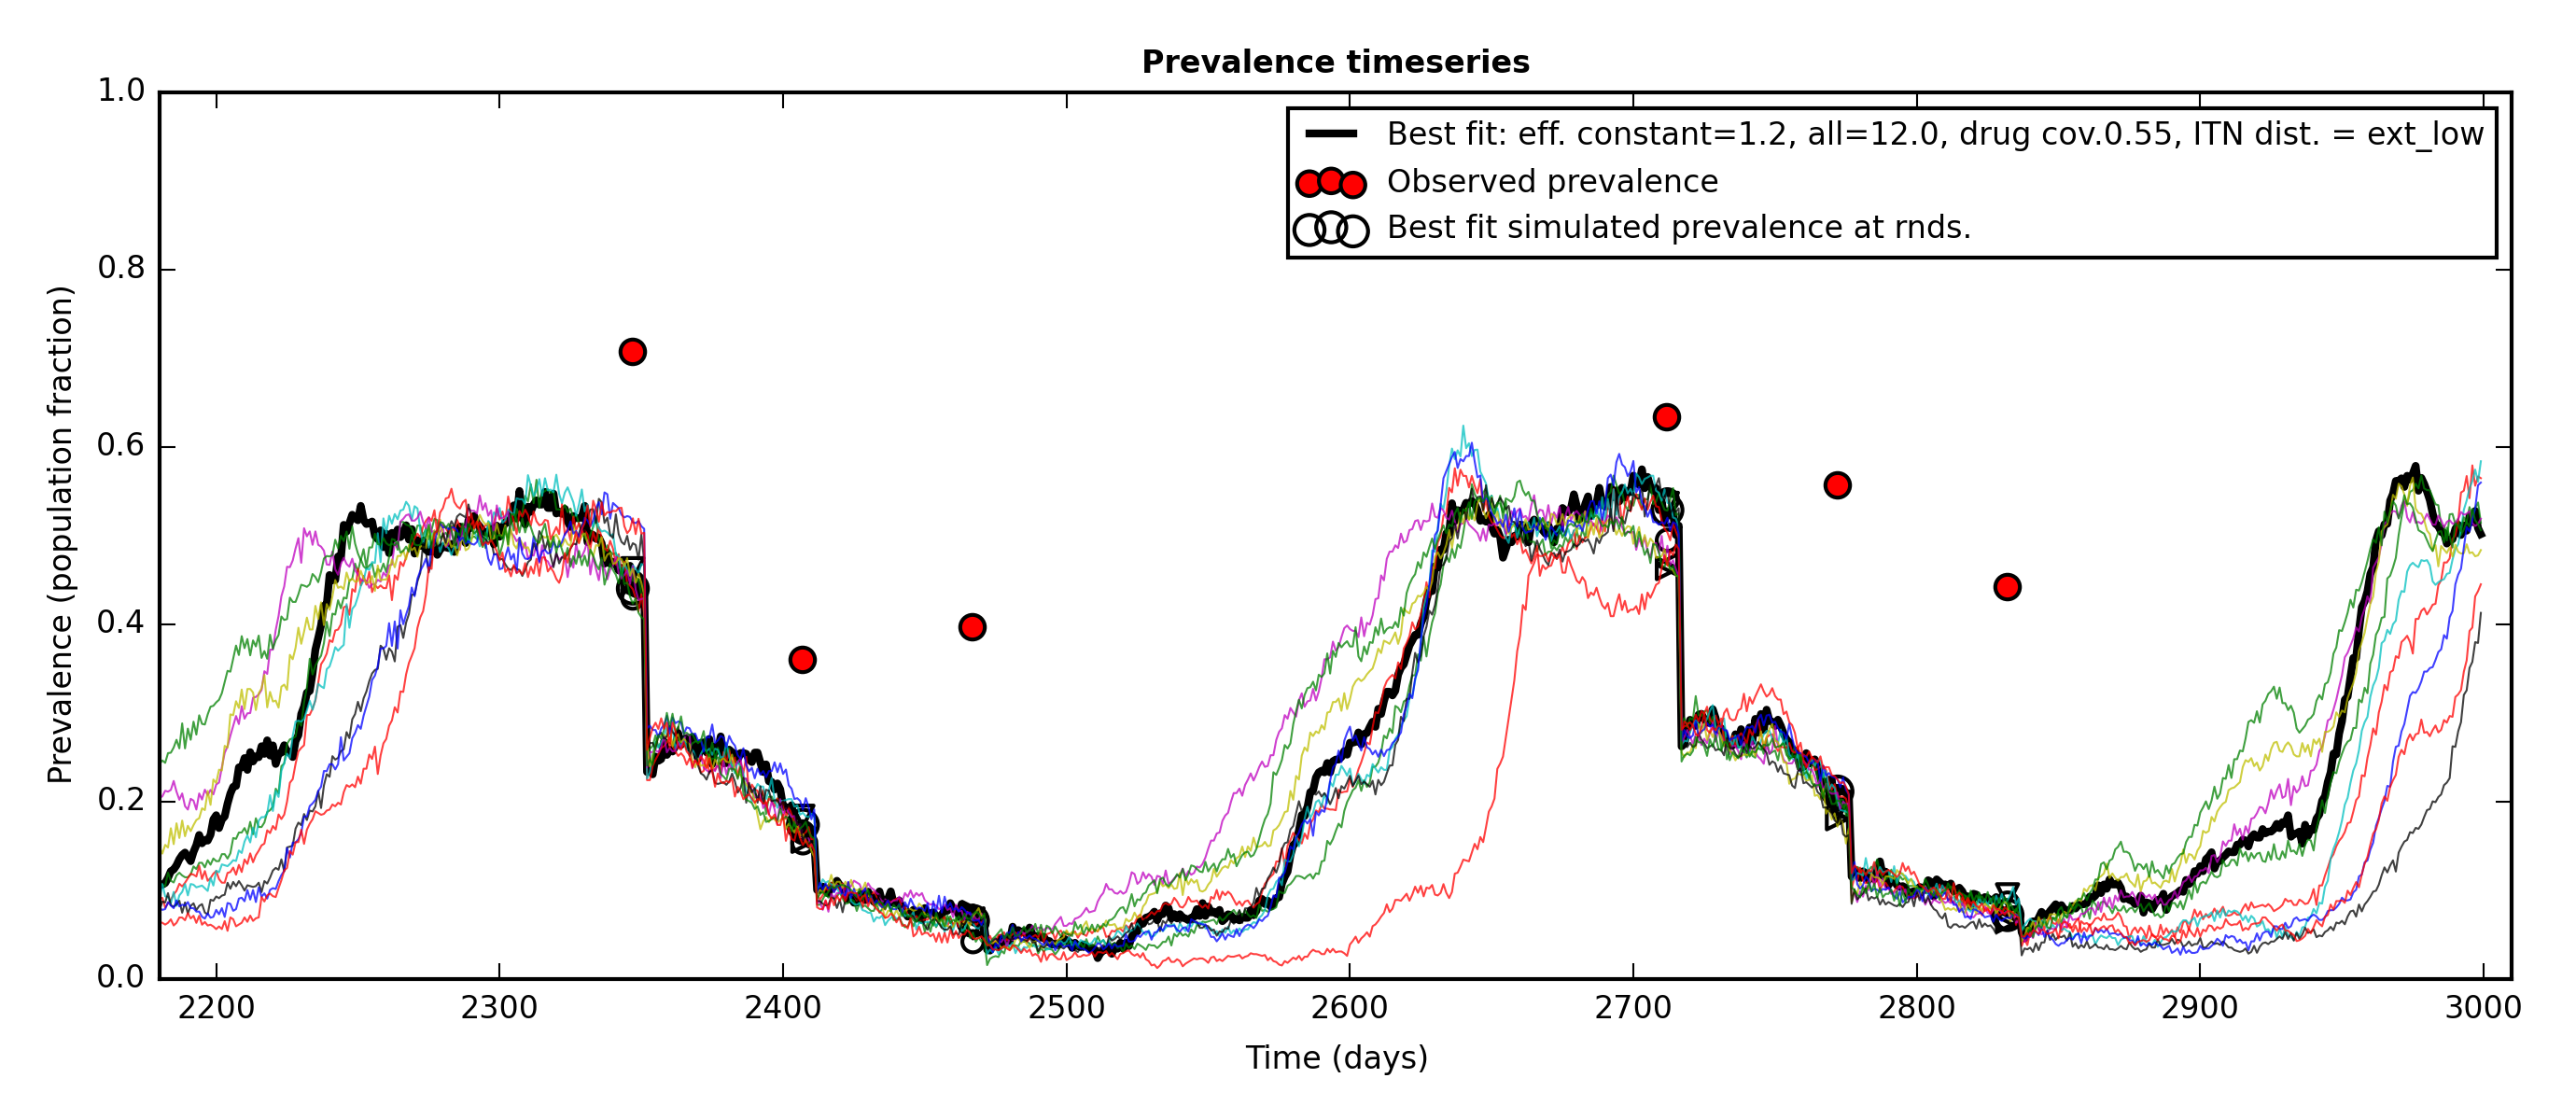 Prevalence timeseries
Best fit: eff. constant=1.2, all=12.0, drug cov.0.55, ITN dist. = ext_low
Observed prevalence
Best fit simulated prevalence at rnds.
Prevalence (population fraction)
1.0
0.8
0.6
0.4
0.2
0.0
2200 2300 2400 2500 2600 2700 2800 2900 3000
Time (days)